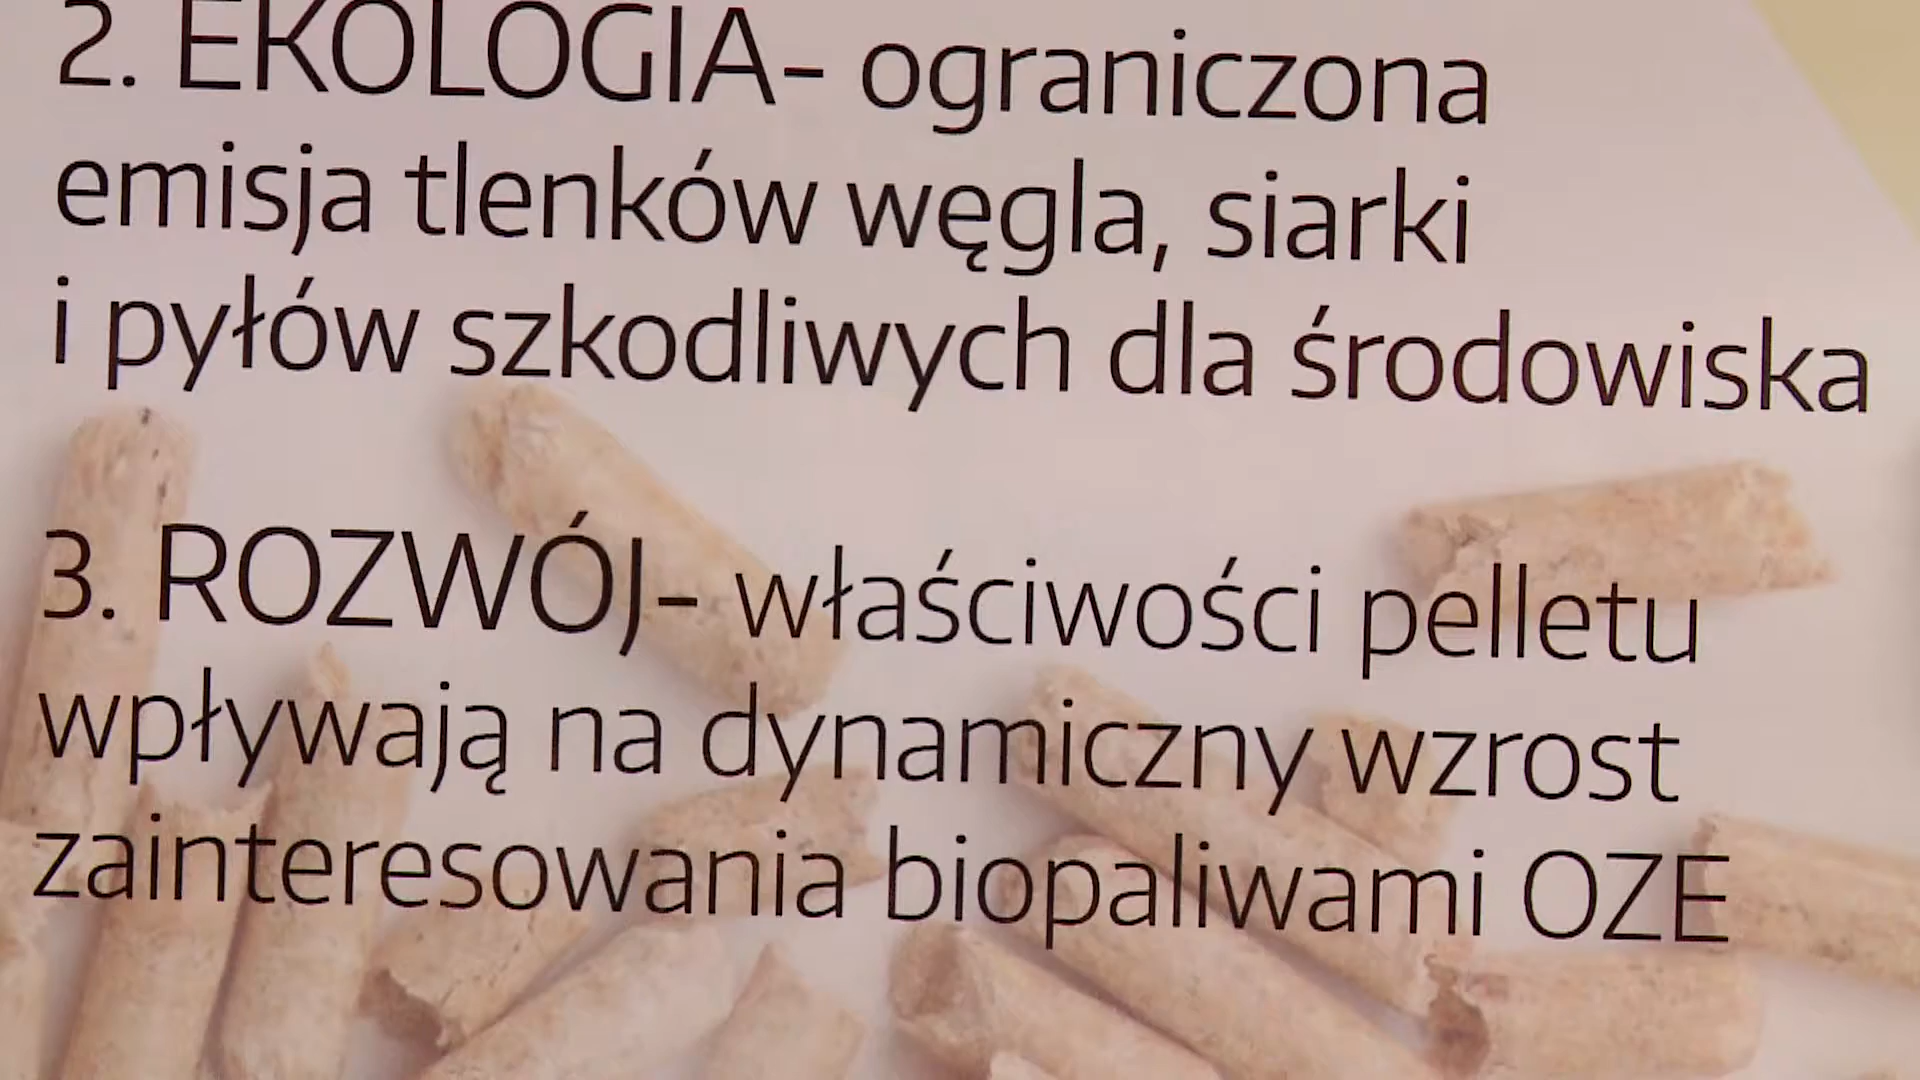 2. EKOLOGIA- ograniczona
emisja tlenków węgla, siarki
i pyłów szkodliwych dla środowiska
3. ROZWÓJ- właściwości pelletu
wpływają na dynamiczny wzrost
zainteresowania biopaliwami OZE